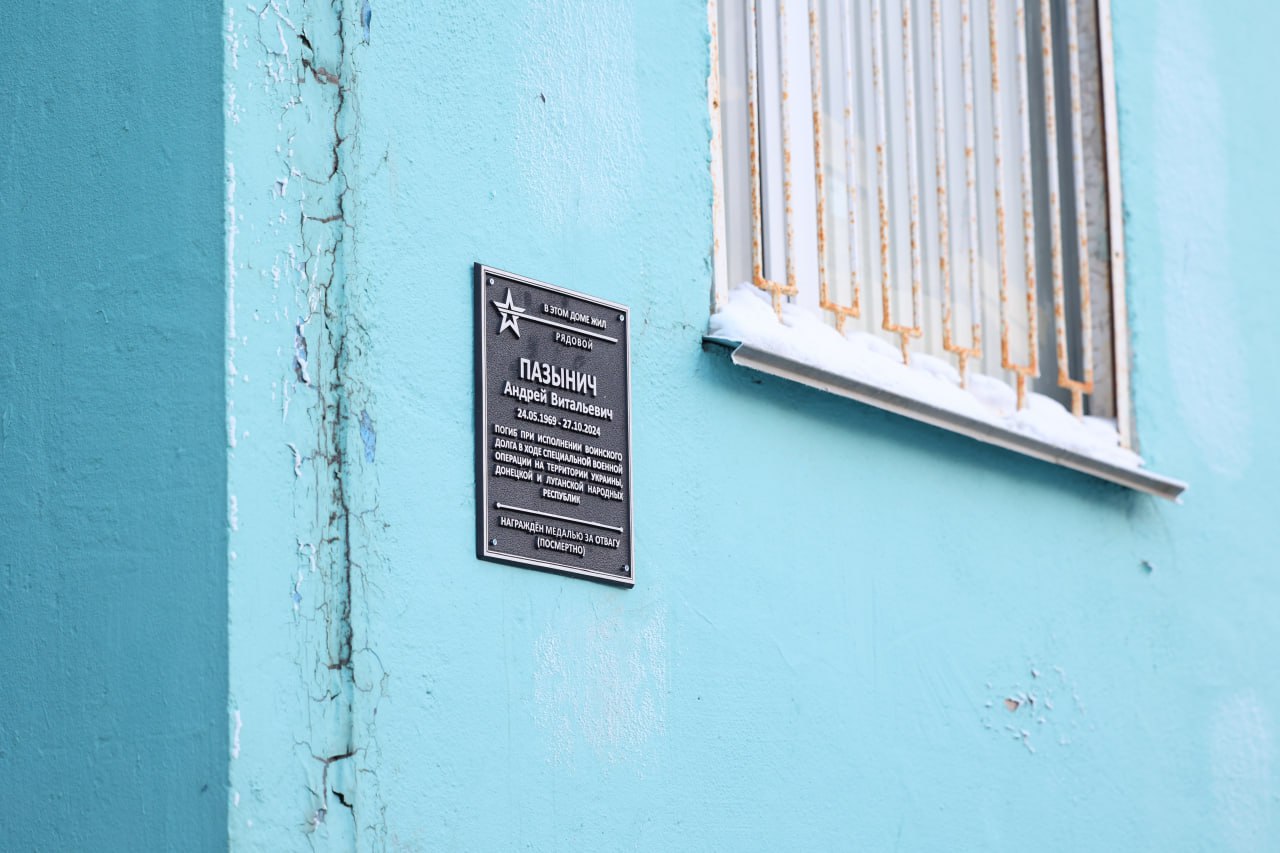 В ЭТОМ ДОМЕ ЖИЛ
РЯДОВОЙ
ПАЗЫНИЧ
Андрей Витальевич
24.05.1969 - 27.10.2024
ПОГИБ ПРИ ИСПОЛНЕНИИ ВОИНСКОГО
ДОЛГА В ХОДЕ СПЕЦИАЛЬНОЙ ВОЕННОЙ
ОПЕРАЦИИ НА ТЕРРИТОРИИ УКРАИНЫ,
ДОНЕЦКОЙ И ЛУГАНСКОЙ НАРОДНЫХ
РЕСПУБЛИК
НАГРАЖДЁН МЕДАЛЬЮ ЗА ОТВАГУ
(ПОСМЕРТНО)